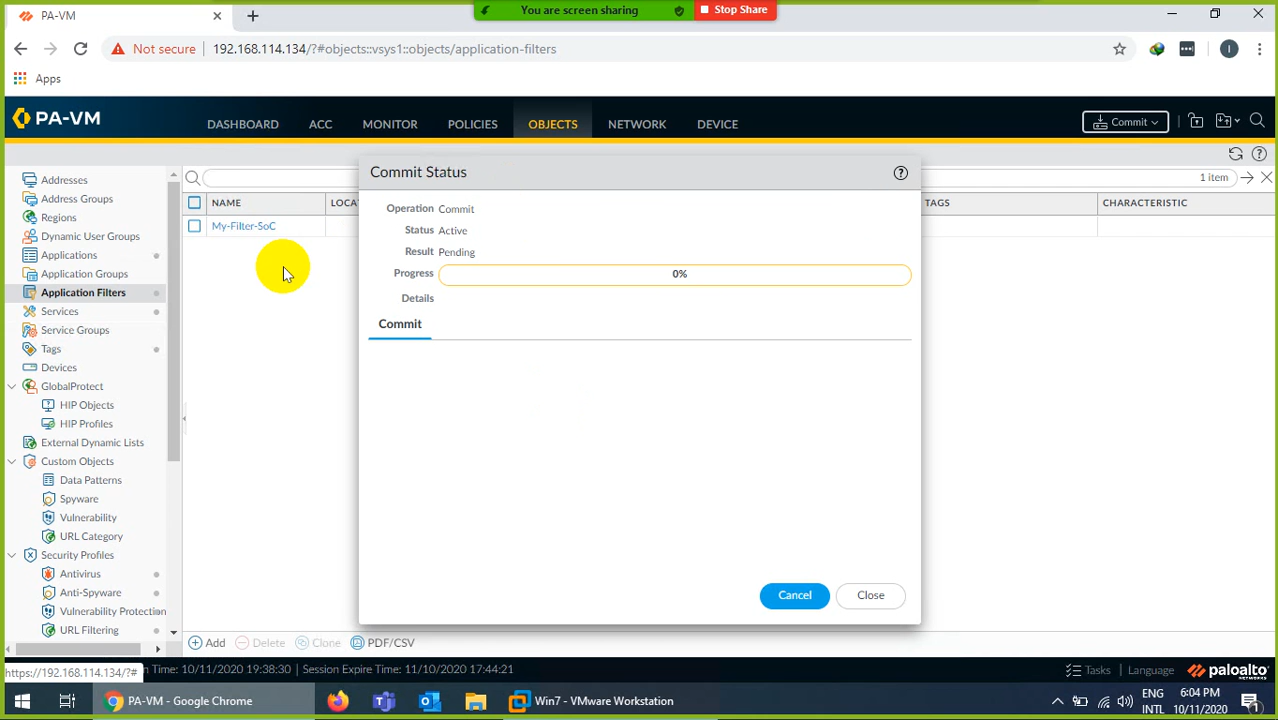 PA-VM
You are screen sharing
Stop Share
Not secure
192.168.114.134/?#objects::vsys1::objects/application-filters
I
Apps
PA-VM
DASHBOARD
ACC
MONITOR
POLICIES
OBJECTS
NETWORK
DEVICE
Commit
Addresses
Address Groups
Regions
Dynamic User Groups
Applications
Application Groups
Application Filters
Services
Service Groups
Tags
Devices
GlobalProtect
HIP Objects
HIP Profiles
External Dynamic Lists
Custom Objects
Data Patterns
Spyware
Vulnerability
URL Category
Security Profiles
Antivirus
Anti-Spyware
Vulnerability Protection
URL Filtering
1 item
NAME
LOCAT
TAGS
CHARACTERISTIC
My-Filter-SoC
Commit Status
Operation Commit
Status Active
Result Pending
Progress 0%
Details
Commit
Cancel
Close
Add
Delete
Clone
PDF/CSV
https://192.168.114.134/?#
n Time: 10/11/2020 19:38:30 | Session Expire Time: 11/10/2020 17:44:21
Tasks | Language
paloalto
NETWORKS
PA-VM - Google Chrome
Win7 - VMware Workstation
ENG
INTL
6:04 PM
10/11/2020
1